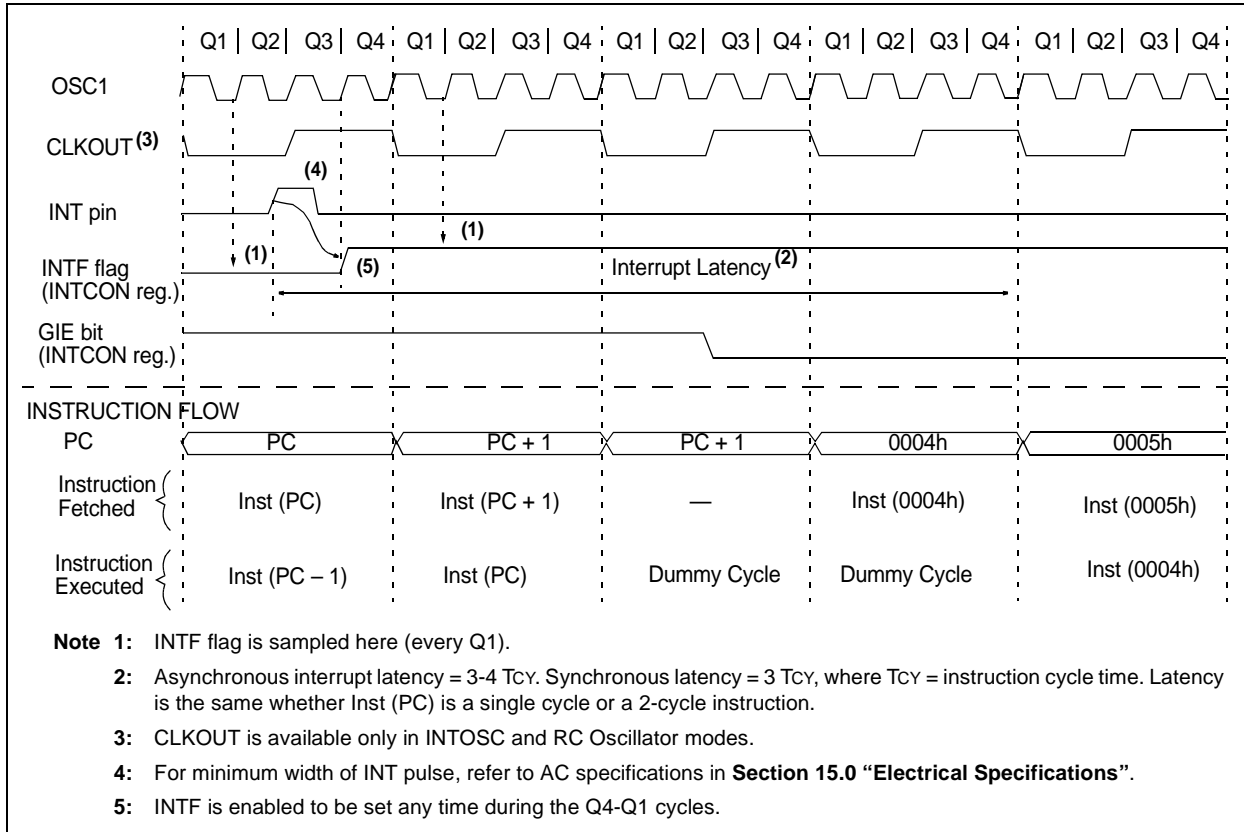 Q1 Q2 Q3 Q4 Q1 Q2 Q3 Q4 Q1 Q2 Q3 Q4 Q1 Q2 Q3 Q4 Q1 Q2 Q3 Q4
OSC1
CLKOUT (3)
(4)
INT pin
(1) (1)
INTF flag
(INTCON reg.)
(5) Interrupt Latency (2)
GIE bit
(INTCON reg.)
INSTRUCTION FLOW
PC PC PC + 1 PC + 1 0004h 0005h
Instruction
Fetched
Inst (PC) Inst (PC + 1) — Inst (0004h) Inst (0005h)
Instruction
Executed
Inst (PC – 1) Inst (PC) Dummy Cycle Dummy Cycle Inst (0004h)
Note 1: INTF flag is sampled here (every Q1).
2: Asynchronous interrupt latency = 3-4 TCY. Synchronous latency = 3 TCY, where TCY = instruction cycle time. Latency
is the same whether Inst (PC) is a single cycle or a 2-cycle instruction.
3: CLKOUT is available only in INTOSC and RC Oscillator modes.
4: For minimum width of INT pulse, refer to AC specifications in Section 15.0 “Electrical Specifications”.
5: INTF is enabled to be set any time during the Q4-Q1 cycles.